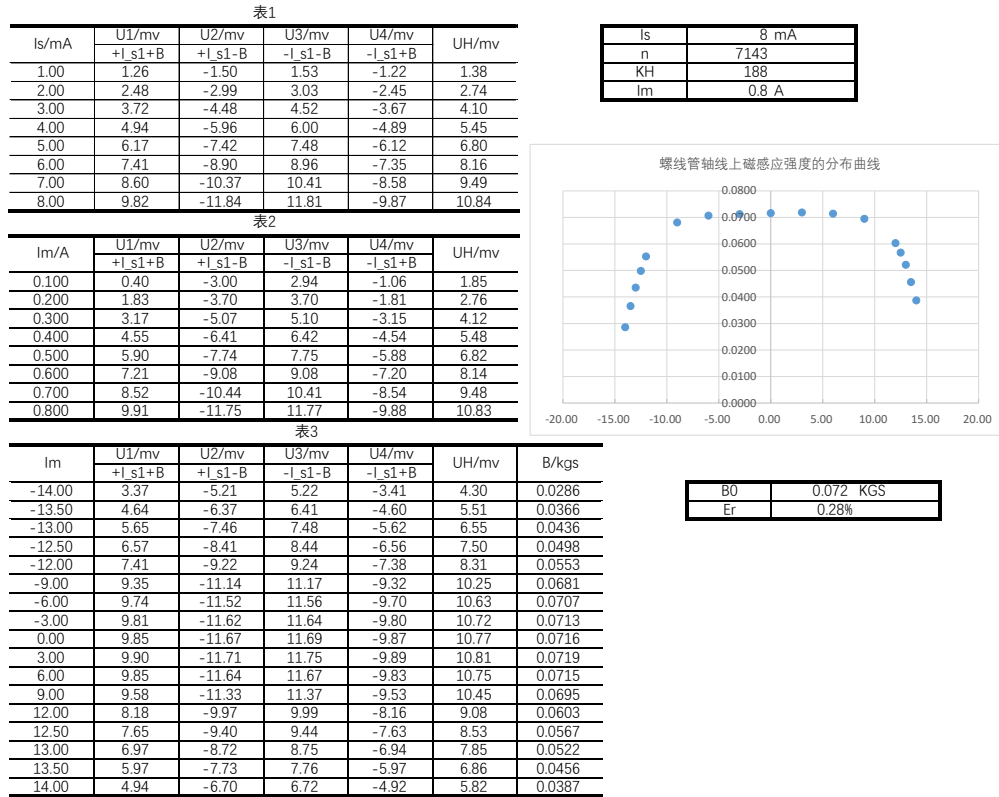 表1
Is/mA U1/mv U2/mv U3/mv U4/mv UH/mv
+I_s1+B +I_s1-B -I_s1-B -I_s1+B
1.00 1.26 -1.50 1.53 -1.22 1.38
2.00 2.48 -2.99 3.03 -2.45 2.74
3.00 3.72 -4.48 4.52 -3.67 4.10
4.00 4.94 -5.96 6.00 -4.89 5.45
5.00 6.17 -7.42 7.48 -6.12 6.80
6.00 7.41 -8.90 8.96 -7.35 8.16
7.00 8.60 -10.37 10.41 -8.58 9.49
8.00 9.82 -11.84 11.81 -9.87 10.84
表2
Im/A U1/mv U2/mv U3/mv U4/mv UH/mv
+I_s1+B +I_s1-B -I_s1-B -I_s1+B
0.100 0.40 -3.00 2.94 -1.06 1.85
0.200 1.83 -3.70 3.70 -1.81 2.76
0.300 3.17 -5.07 5.10 -3.15 4.12
0.400 4.55 -6.41 6.42 -4.54 5.48
0.500 5.90 -7.74 7.75 -5.88 6.82
0.600 7.21 -9.08 9.08 -7.20 8.14
0.700 8.52 -10.44 10.41 -8.54 9.48
0.800 9.91 -11.75 11.77 -9.88 10.83
表3
Im U1/mv U2/mv U3/mv U4/mv UH/mv B/kgs
+I_s1+B +I_s1-B -I_s1-B -I_s1+B
-14.00 3.37 -5.21 5.22 -3.41 4.30 0.0286
-13.50 4.64 -6.37 6.41 -4.60 5.51 0.0366
-13.00 5.65 -7.46 7.48 -5.62 6.55 0.0436
-12.50 6.57 -8.41 8.44 -6.56 7.50 0.0498
-12.00 7.41 -9.22 9.24 -7.38 8.31 0.0553
-9.00 9.35 -11.14 11.17 -9.32 10.25 0.0681
-6.00 9.74 -11.52 11.56 -9.70 10.63 0.0707
-3.00 9.81 -11.62 11.64 -9.80 10.72 0.0713
0.00 9.85 -11.67 11.69 -9.87 10.77 0.0716
3.00 9.90 -11.71 11.75 -9.89 10.81 0.0719
6.00 9.85 -11.64 11.67 -9.83 10.75 0.0715
9.00 9.58 -11.33 11.37 -9.53 10.45 0.0695
12.00 8.18 -9.97 9.99 -8.16 9.08 0.0603
12.50 7.65 -9.40 9.44 -7.63 8.53 0.0567
13.00 6.97 -8.72 8.75 -6.94 7.85 0.0522
13.50 5.97 -7.73 7.76 -5.97 6.86 0.0456
14.00 4.94 -6.70 6.72 -4.92 5.82 0.0387
Is 8 mA
n 7143
KH 188
Im 0.8 A
螺线管轴线上磁感应强度的分布曲线
0.0800
0.0700
0.0600
0.0500
0.0400
0.0300
0.0200
0.0100
0.0000
-20.00 -15.00 -10.00 -5.00 0.00 5.00 10.00 15.00 20.00
B0 0.072 KGS
Er 0.28%